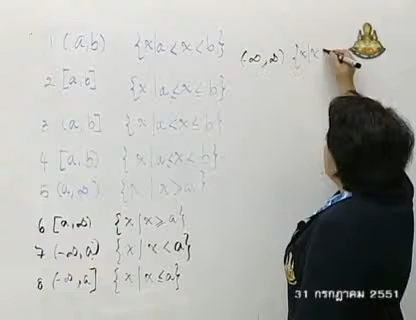 1 (a,b) {x|a<x<b}
2 [a,b] {x|a≤x≤b}
3 (a,b] {x|a<x≤b}
4 [a,b) {x|a≤x<b}
5 (a,∞) {x|x>a}
6 [a,∞) {x|x≥a}
7 (-∞,a) {x|x<a}
8 (-∞,a] {x|x≤a}
(-∞,∞) {x|x
31 กรกฎาคม 2551